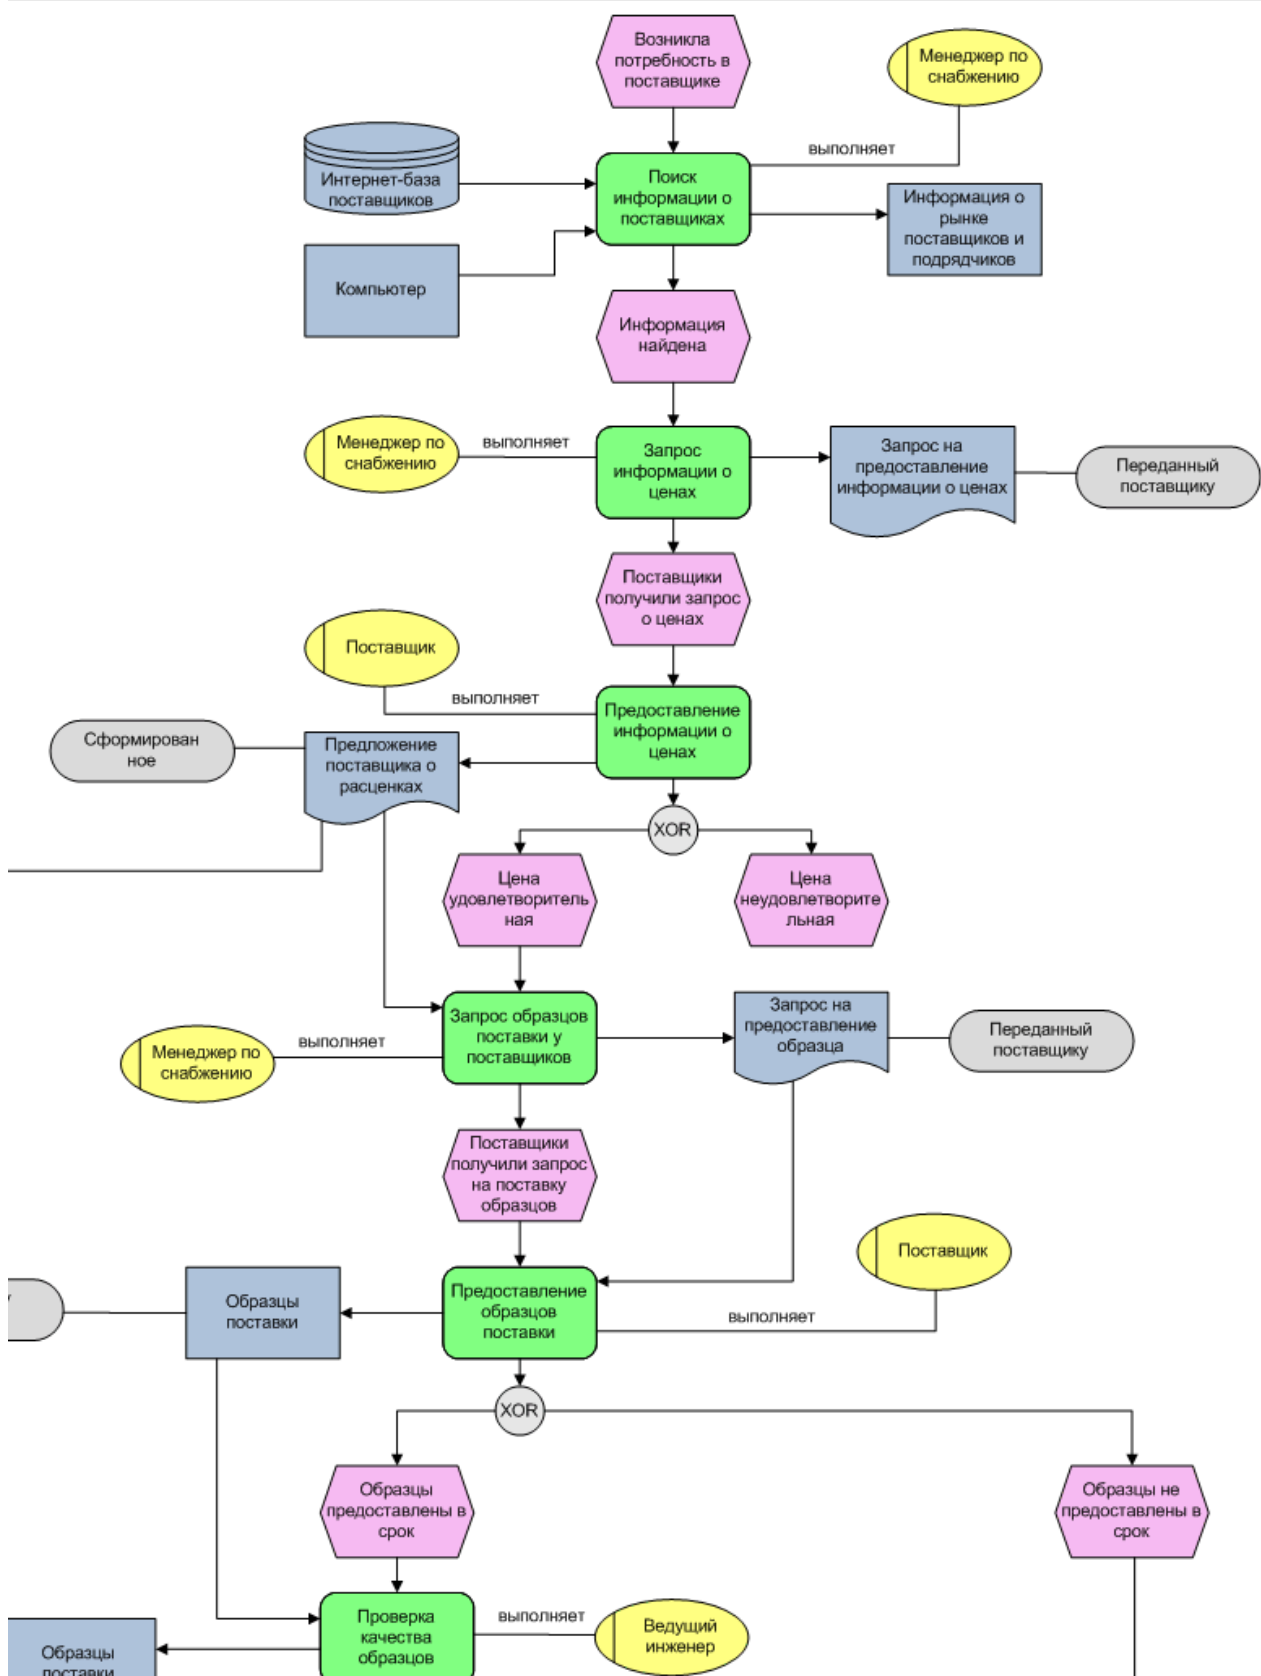 Возникла
потребность в
поставщике
Менеджер по
снабжению
выполняет
Интернет-база
поставщиков
Поиск
информации о
поставщиках
Информация о
рынке
поставщиков и
подрядчиков
Компьютер
Информация
найдена
Менеджер по
снабжению
выполняет
Запрос
информации о
ценах
Запрос на
предоставление
информации о ценах
Переданный
поставщику
Поставщики
получили запрос
о ценах
Поставщик
выполняет
Предоставление
информации о
ценах
Сформирован
ное
Предложение
поставщика о
расценках
XOR
Цена
удовлетворитель
ная
Цена
неудовлетворите
льная
Запрос образцов
поставки у
поставщиков
Запрос на
предоставление
образца
Переданный
поставщику
Менеджер по
снабжению
выполняет
Поставщики
получили запрос
на поставку
образцов
Поставщик
выполняет
Предоставление
образцов
поставки
Образцы
поставки
XOR
Образцы
предоставлены в
срок
Образцы не
предоставлены в
срок
Проверка
качества
образцов
выполняет
Ведущий
инженер
Образцы
поставки